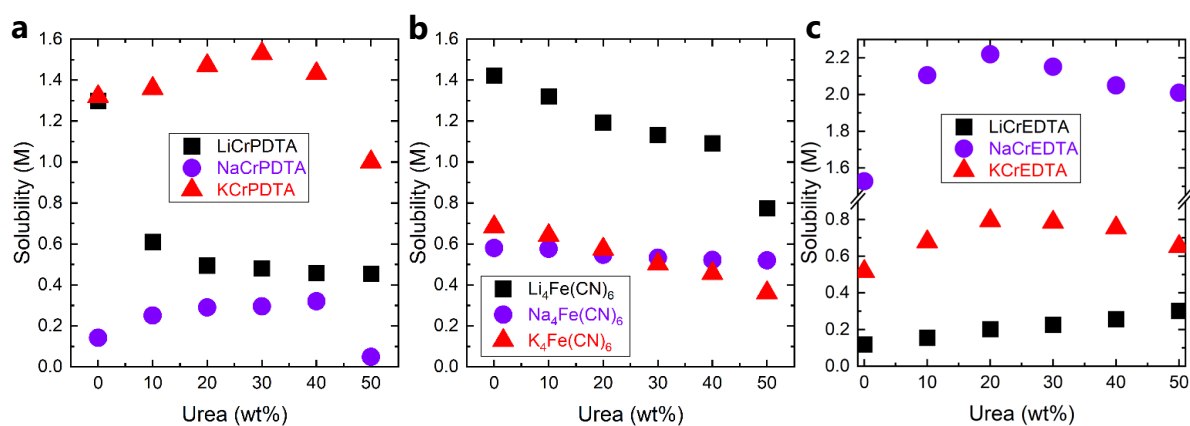 a
1.6
1.4
1.2
1.0
0.8
0.6
0.4
0.2
0.0
Solubility (M)
LiCrPDTA
NaCrPDTA
KCrPDTA
0 10 20 30 40 50
Urea (wt%)
b
1.6
1.4
1.2
1.0
0.8
0.6
0.4
0.2
0.0
Solubility (M)
Li₄Fe(CN)₆
Na₄Fe(CN)₆
K₄Fe(CN)₆
0 10 20 30 40 50
Urea (wt%)
c
2.2
2.0
1.8
1.6
0.8
0.6
0.4
0.2
0.0
Solubility (M)
LiCrEDTA
NaCrEDTA
KCrEDTA
0 10 20 30 40 50
Urea (wt%)